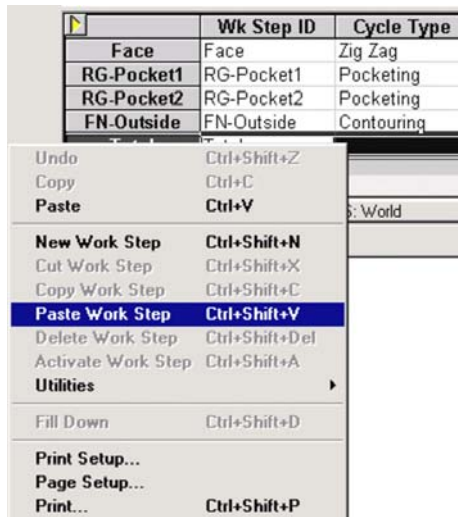 Wk Step ID Cycle Type
Face Face Zig Zag
RG-Pocket1 RG-Pocket1 Pocketing
RG-Pocket2 RG-Pocket2 Pocketing
FN-Outside FN-Outside Contouring
Undo Ctrl+Shift+Z
Copy Ctrl+C
Paste Ctrl+V
: World
New Work Step Ctrl+Shift+N
Cut Work Step Ctrl+Shift+X
Copy Work Step Ctrl+Shift+C
Paste Work Step Ctrl+Shift+V
Delete Work Step Ctrl+Shift+Del
Activate Work Step Ctrl+Shift+A
Utilities
Fill Down Ctrl+Shift+D
Print Setup...
Page Setup...
Print... Ctrl+Shift+P